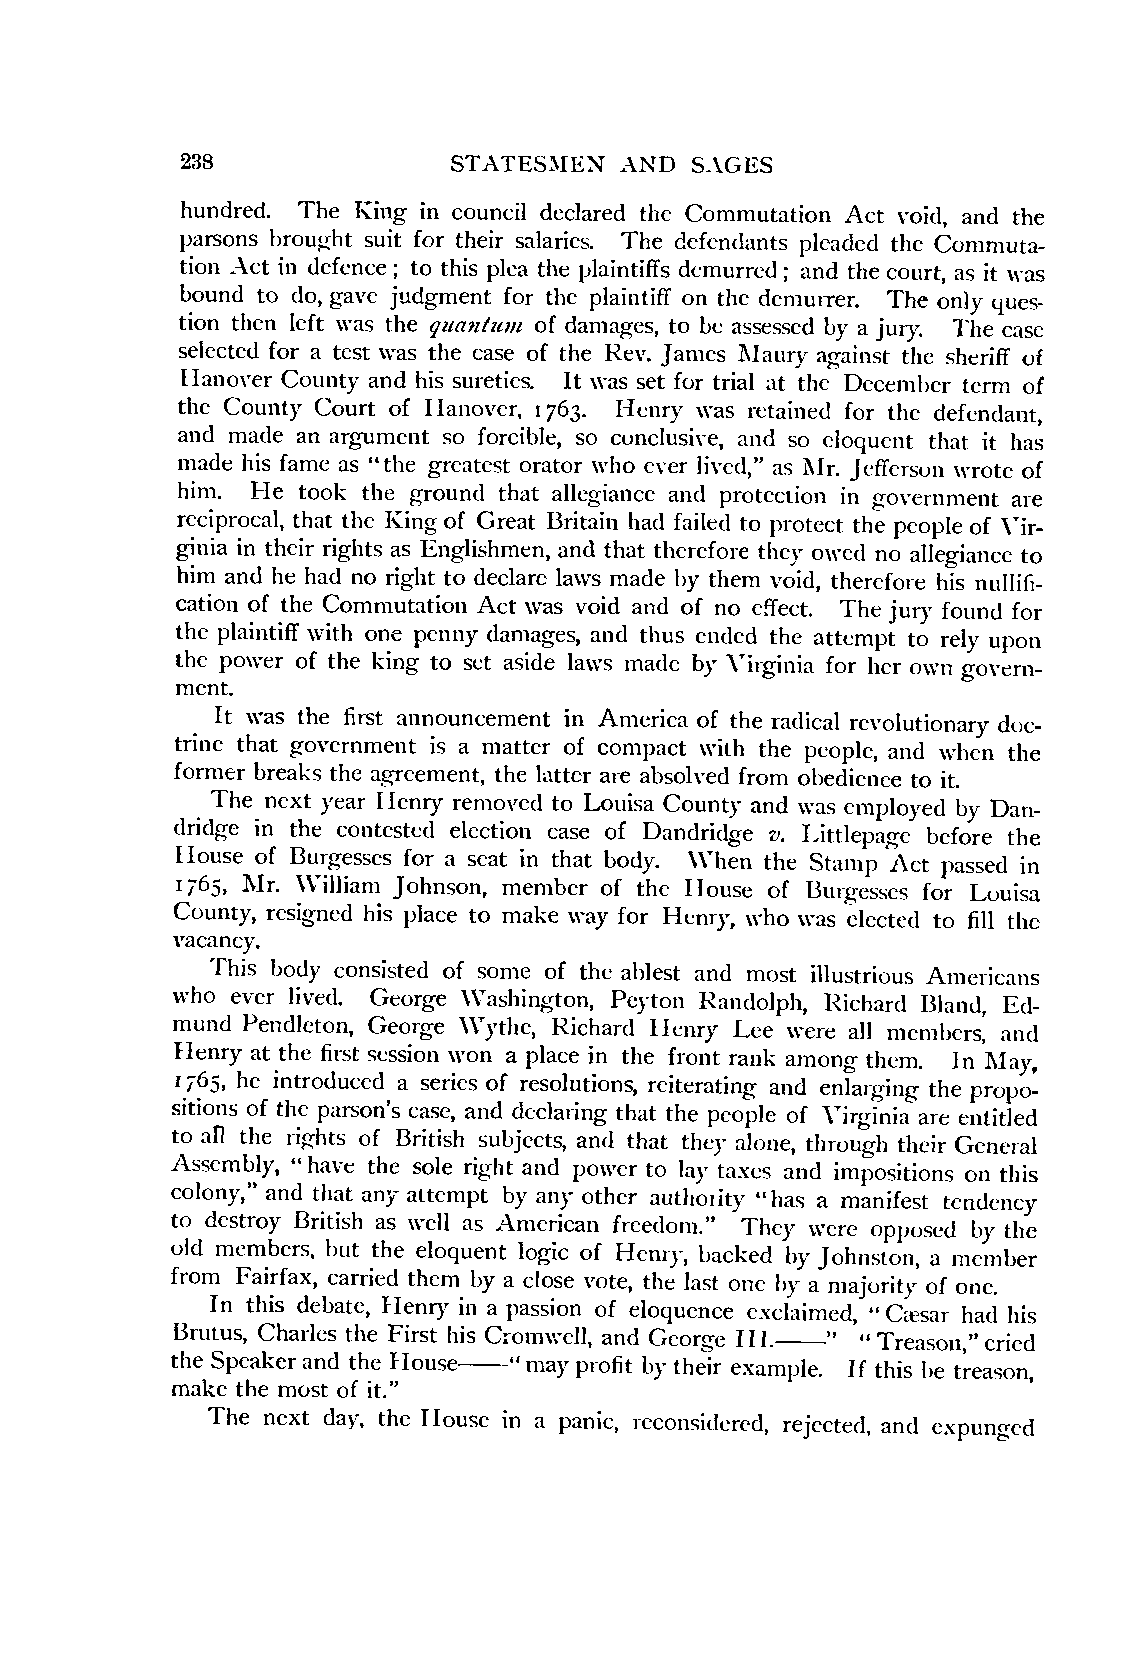 238 STATESMEN AND SAGES
hundred. The King in council declared the Commutation Act void, and the
parsons brought suit for their salaries. The defendants pleaded the Commuta-
tion Act in defence; to this plea the plaintiffs demurred; and the court, as it was
bound to do, gave judgment for the plaintiff on the demurrer. The only ques-
tion then left was the quantum of damages, to be assessed by a jury. The case
selected for a test was the case of the Rev. James Maury against the sheriff of
Hanover County and his sureties. It was set for trial at the December term of
the County Court of Hanover, 1763. Henry was retained for the defendant,
and made an argument so forcible, so conclusive, and so eloquent that it has
made his fame as "the greatest orator who ever lived," as Mr. Jefferson wrote of
him. He took the ground that allegiance and protection in government are
reciprocal, that the King of Great Britain had failed to protect the people of Vir-
ginia in their rights as Englishmen, and that therefore they owed no allegiance to
him and he had no right to declare laws made by them void, therefore his nullifi-
cation of the Commutation Act was void and of no effect. The jury found for
the plaintiff with one penny damages, and thus ended the attempt to rely upon
the power of the king to set aside laws made by Virginia for her own govern-
ment.
It was the first announcement in America of the radical revolutionary doc-
trine that government is a matter of compact with the people, and when the
former breaks the agreement, the latter are absolved from obedience to it.
The next year Henry removed to Louisa County and was employed by Dan-
dridge in the contested election case of Dandridge v. Littlepage before the
House of Burgesses for a seat in that body. When the Stamp Act passed in
1765, Mr. William Johnson, member of the House of Burgesses for Louisa
County, resigned his place to make way for Henry, who was elected to fill the
vacancy.
This body consisted of some of the ablest and most illustrious Americans
who ever lived. George Washington, Peyton Randolph, Richard Bland, Ed-
mund Pendleton, George Wythe, Richard Henry Lee were all members, and
Henry at the first session won a place in the front rank among them. In May,
1765, he introduced a series of resolutions, reiterating and enlarging the propo-
sitions of the parson's case, and declaring that the people of Virginia are entitled
to all the rights of British subjects, and that they alone, through their General
Assembly, "have the sole right and power to lay taxes and impositions on this
colony," and that any attempt by any other authority "has a manifest tendency
to destroy British as well as American freedom." They were opposed by the
old members, but the eloquent logic of Henry, backed by Johnston, a member
from Fairfax, carried them by a close vote, the last one by a majority of one.
In this debate, Henry in a passion of eloquence exclaimed, "Cæsar had his
Brutus, Charles the First his Cromwell, and George III.——" "Treason," cried
the Speaker and the House——"may profit by their example. If this be treason,
make the most of it."
The next day, the House in a panic, reconsidered, rejected, and expunged